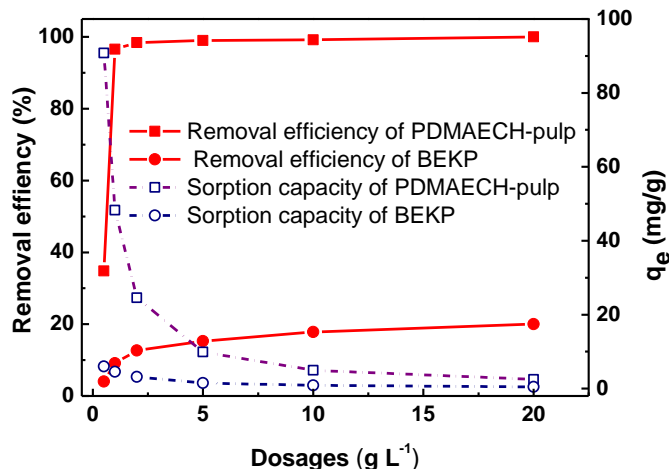 100
80
60
40
20
0
Removal effiency (%)
Removal efficiency of PDMAECH-pulp
Removal efficiency of BEKP
Sorption capacity of PDMAECH-pulp
Sorption capacity of BEKP
100
80
60
40
20
0
qe (mg/g)
0 5 10 15 20
Dosages (g L-1)